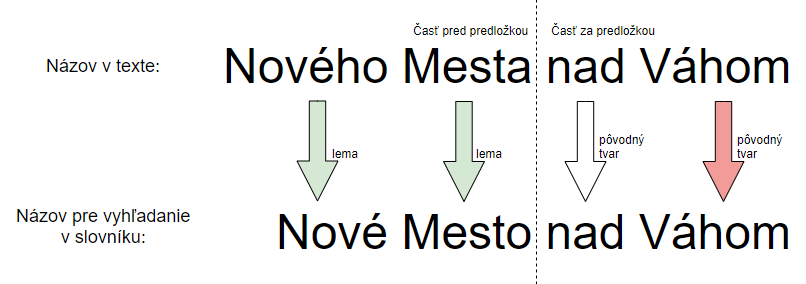 Časť pred predložkou
Časť za predložkou
Názov v texte:
Nového Mesta nad Váhom
lema
lema
pôvodný
tvar
pôvodný
tvar
Názov pre vyhľadanie
v slovníku:
Nové Mesto nad Váhom